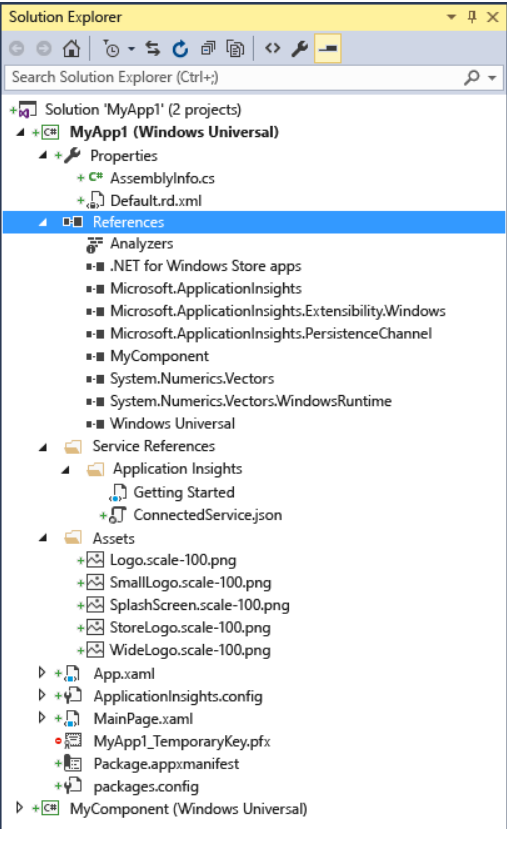 Solution Explorer
Search Solution Explorer (Ctrl+;)
Solution 'MyApp1' (2 projects)
C# MyApp1 (Windows Universal)
Properties
C# AssemblyInfo.cs
Default.rd.xml
References
Analyzers
.NET for Windows Store apps
Microsoft.ApplicationInsights
Microsoft.ApplicationInsights.Extensibility.Windows
Microsoft.ApplicationInsights.PersistenceChannel
MyComponent
System.Numerics.Vectors
System.Numerics.Vectors.WindowsRuntime
Windows Universal
Service References
Application Insights
Getting Started
ConnectedService.json
Assets
Logo.scale-100.png
SmallLogo.scale-100.png
SplashScreen.scale-100.png
StoreLogo.scale-100.png
WideLogo.scale-100.png
App.xaml
ApplicationInsights.config
MainPage.xaml
MyApp1_TemporaryKey.pfx
Package.appxmanifest
packages.config
C# MyComponent (Windows Universal)